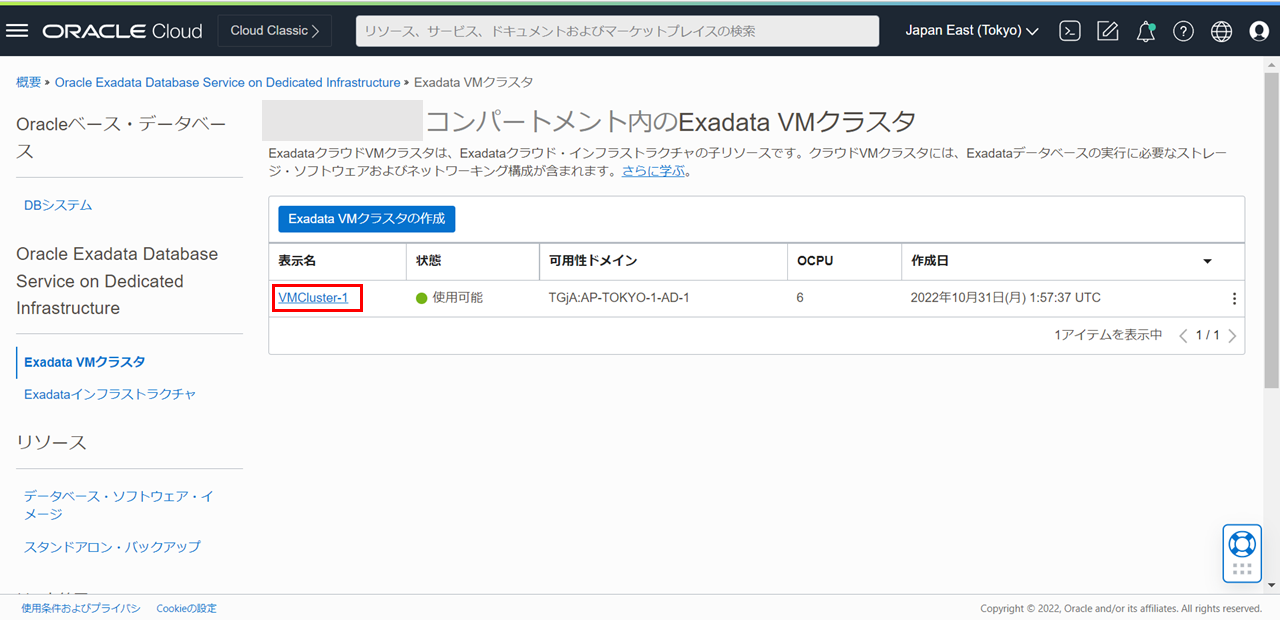 ORACLE Cloud
Cloud Classic
リソース、サービス、ドキュメントおよびマーケットプレイスの検索
Japan East (Tokyo)
概要 » Oracle Exadata Database Service on Dedicated Infrastructure » Exadata VMクラスタ
Oracleベース・データベー
ス
DBシステム
Oracle Exadata Database
Service on Dedicated
Infrastructure
Exadata VMクラスタ
Exadataインフラストラクチャ
リソース
データベース・ソフトウェア・イ
メージ
スタンドアロン・バックアップ
コンパートメント内のExadata VMクラスタ
ExadataクラウドVMクラスタは、Exadataクラウド・インフラストラクチャの子リソースです。クラウドVMクラスタには、Exadataデータベースの実行に必要なストレー
ジ・ソフトウェアおよびネットワーキング構成が含まれます。さらに学ぶ。
Exadata VMクラスタの作成
表示名 状態 可用性ドメイン OCPU 作成日
VMCluster-1 使用可能 TGjA:AP-TOKYO-1-AD-1 6 2022年10月31日(月) 1:57:37 UTC
1アイテムを表示中 1 / 1
使用条件およびプライバシ Cookieの設定
Copyright © 2022, Oracle and/or its affiliates. All rights reserved.